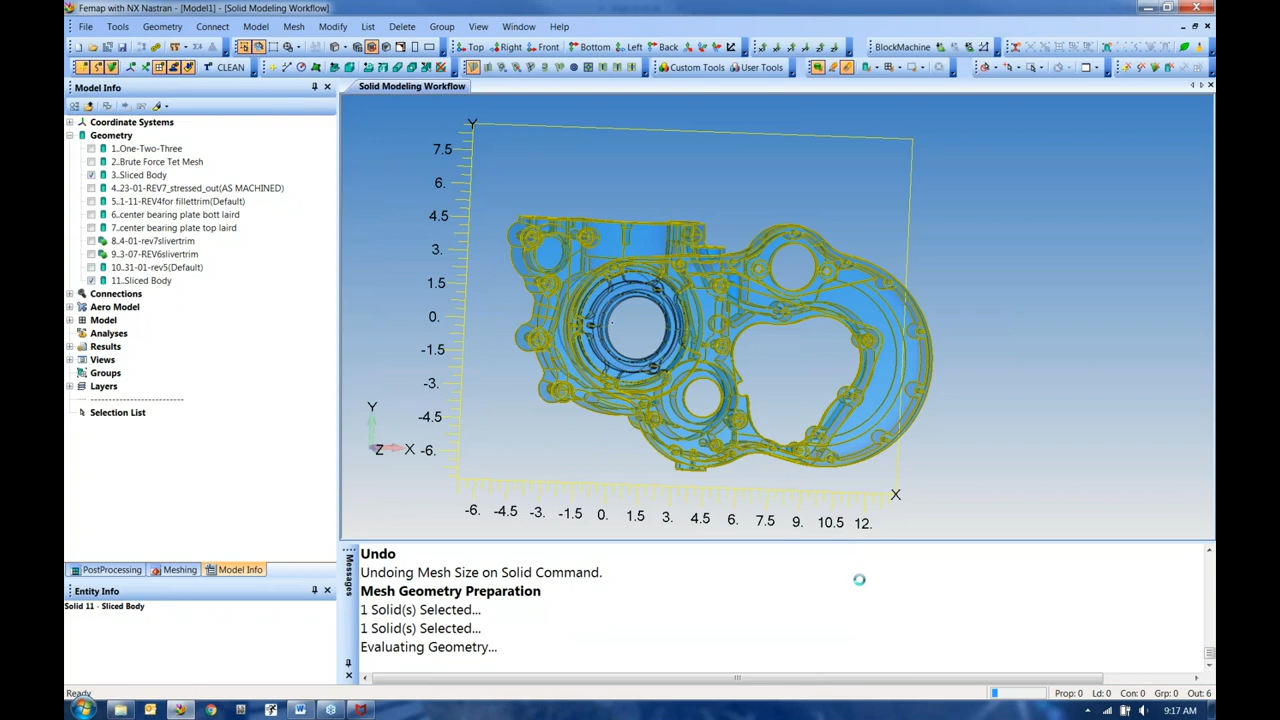 Femap with NX Nastran - [Model1] - [Solid Modeling Workflow]
File Tools Geometry Connect Model Mesh Modify List Delete Group View Window Help
Top Right Front Bottom Left Back BlockMachine
CLEAN Custom Tools User Tools
Model Info
Solid Modeling Workflow
Coordinate Systems
Geometry
1..One-Two-Three
2..Brute Force Tet Mesh
3..Sliced Body
4..23-01-REV7_stressed_out(AS MACHINED)
5..1-11-REV4for fillettrim(Default)
6..center bearing plate bott laird
7..center bearing plate top laird
8..4-01-rev7slivertrim
9..3-07-REV6slivertrim
10..31-01-rev5(Default)
11..Sliced Body
Connections
Aero Model
Model
Analyses
Results
Views
Groups
Layers
Selection List
Y
7.5
6.
4.5
3.
1.5
0.
-1.5
-3.
-4.5
-6.
Y
Z X
X
-6. -4.5 -3. -1.5 0. 1.5 3. 4.5 6. 7.5 9. 10.5 12.
PostProcessing Meshing Model Info
Entity Info
Solid 11 - Sliced Body
Messages
Undo
Undoing Mesh Size on Solid Command.
Mesh Geometry Preparation
1 Solid(s) Selected...
1 Solid(s) Selected...
Evaluating Geometry...
Ready
Prop: 0 Ld: 0 Con: 0 Grp: 0 Out: 6
9:17 AM